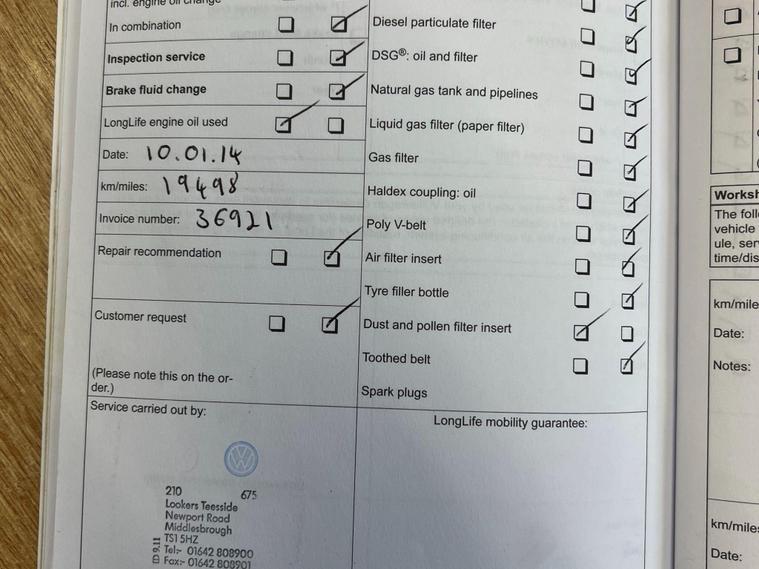 incl. engine oil change
In combination
Inspection service
Brake fluid change
LongLife engine oil used
Date: 10.01.14
km/miles: 19498
Invoice number: 36921
Repair recommendation
Customer request
(Please note this on the or-
der.)
Service carried out by:
210 675
Lookers Teesside
Newport Road
Middlesbrough
TS1 5HZ
Tel:- 01642 808900
Fax:- 01642 808901
Diesel particulate filter
DSG®: oil and filter
Natural gas tank and pipelines
Liquid gas filter (paper filter)
Gas filter
Haldex coupling: oil
Poly V-belt
Air filter insert
Tyre filler bottle
Dust and pollen filter insert
Toothed belt
Spark plugs
LongLife mobility guarantee:
The foll
vehicle
ule, ser
time/dis
km/mile
Date:
Notes:
km/miles
Date: